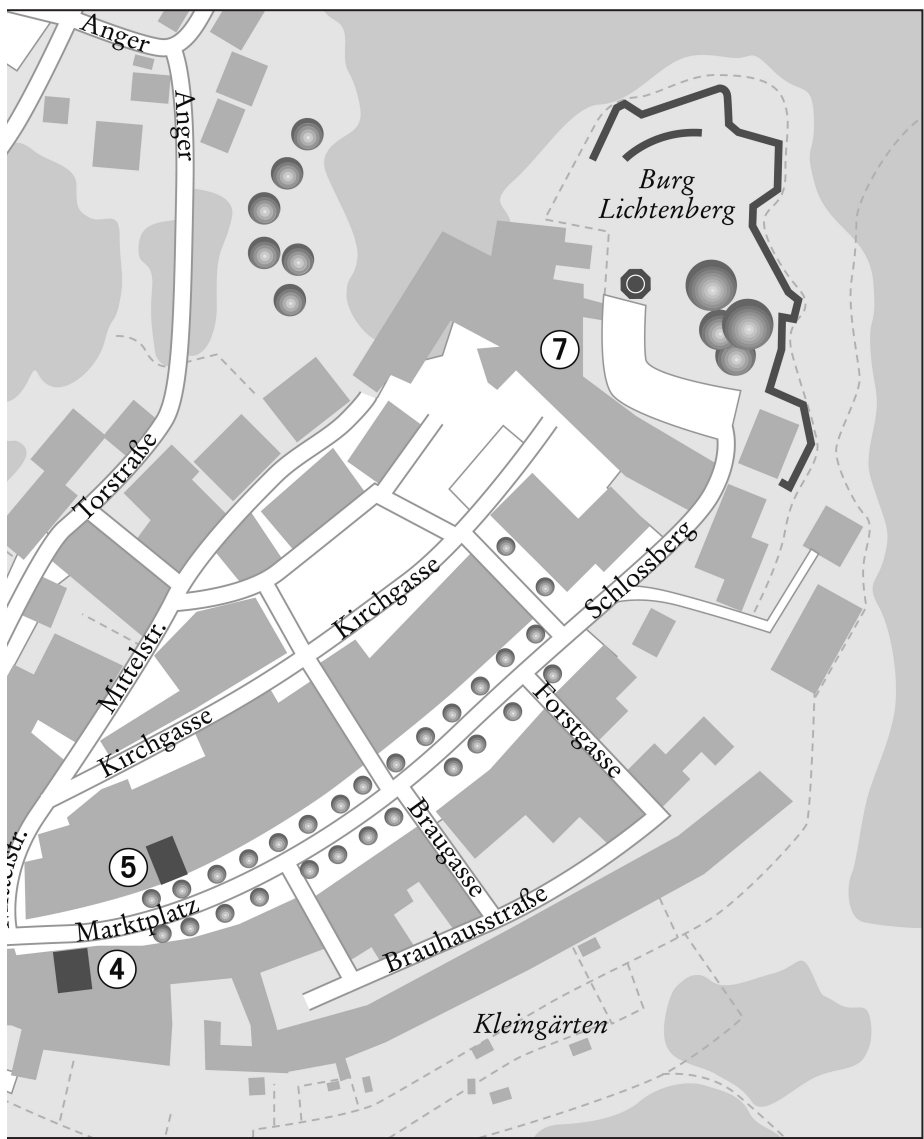 Anger
Anger
Burg
Lichtenberg
7
Torstraße
Schlossberg
Kirchgasse
Mittelstr.
Kirchgasse
Forstgasse
Braugasse
5
Marktplatz
Brauhausstraße
4
Kleingärten